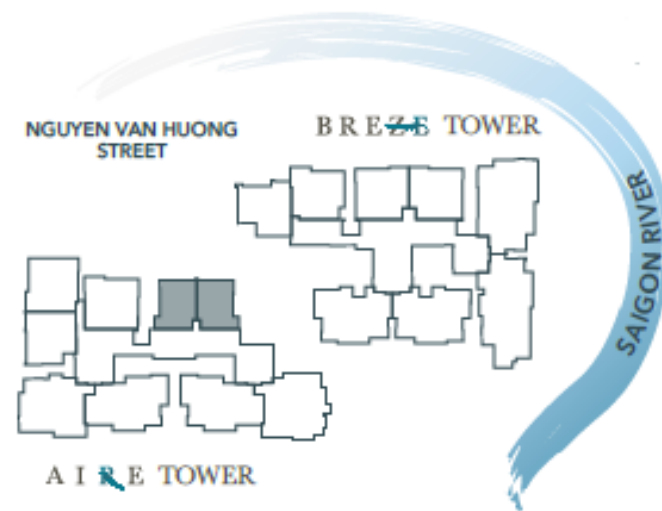 NGUYEN VAN HUONG
STREET
BREZE TOWER
SAIGON RIVER
AIRE TOWER